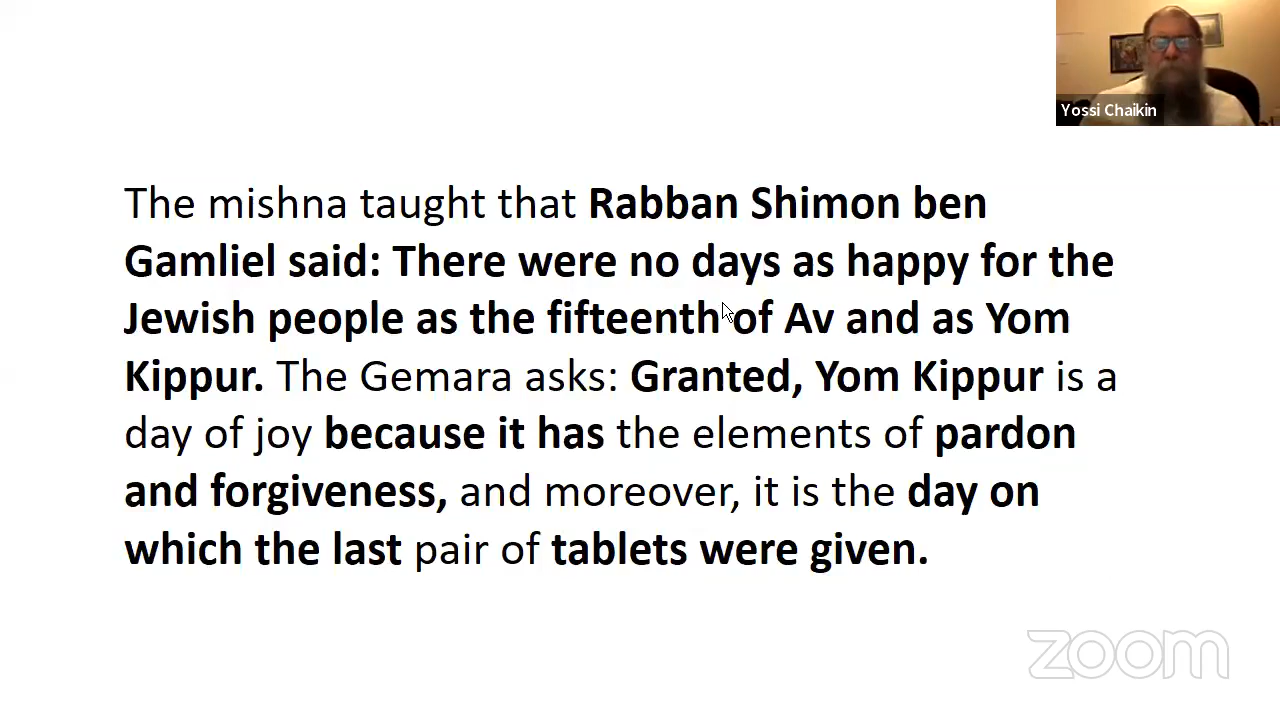 Yossi Chaikin
The mishna taught that Rabban Shimon ben
Gamliel said: There were no days as happy for the
Jewish people as the fifteenth of Av and as Yom
Kippur. The Gemara asks: Granted, Yom Kippur is a
day of joy because it has the elements of pardon
and forgiveness, and moreover, it is the day on
which the last pair of tablets were given.
zoom